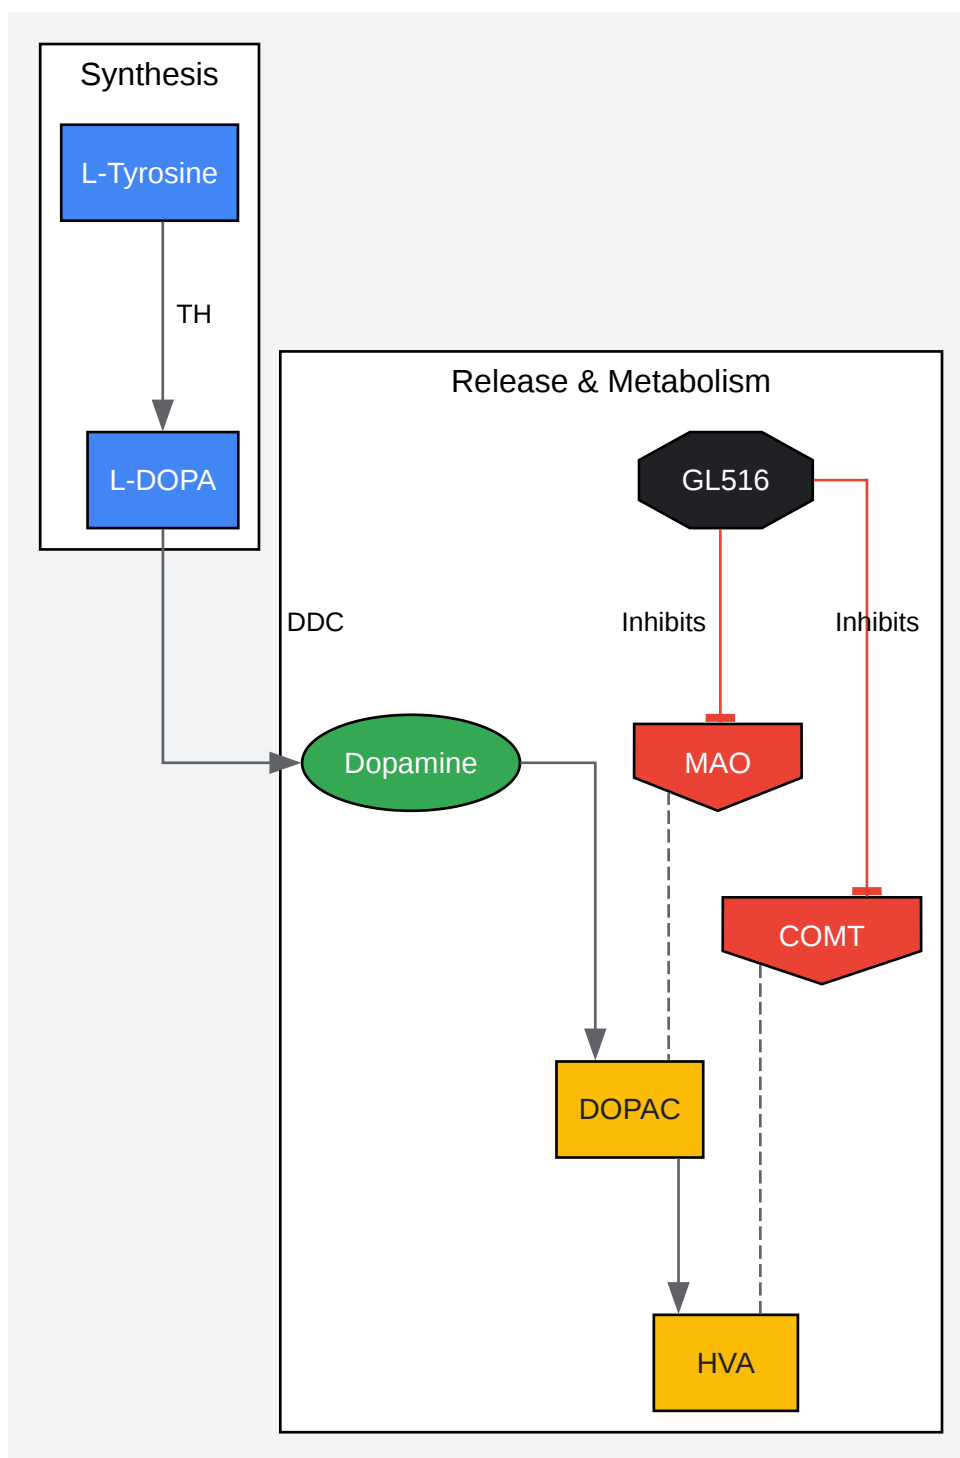 Synthesis
L-Tyrosine
TH
L-DOPA
Release & Metabolism
GL516
DDC
Inhibits
Inhibits
Dopamine
MAO
COMT
DOPAC
HVA